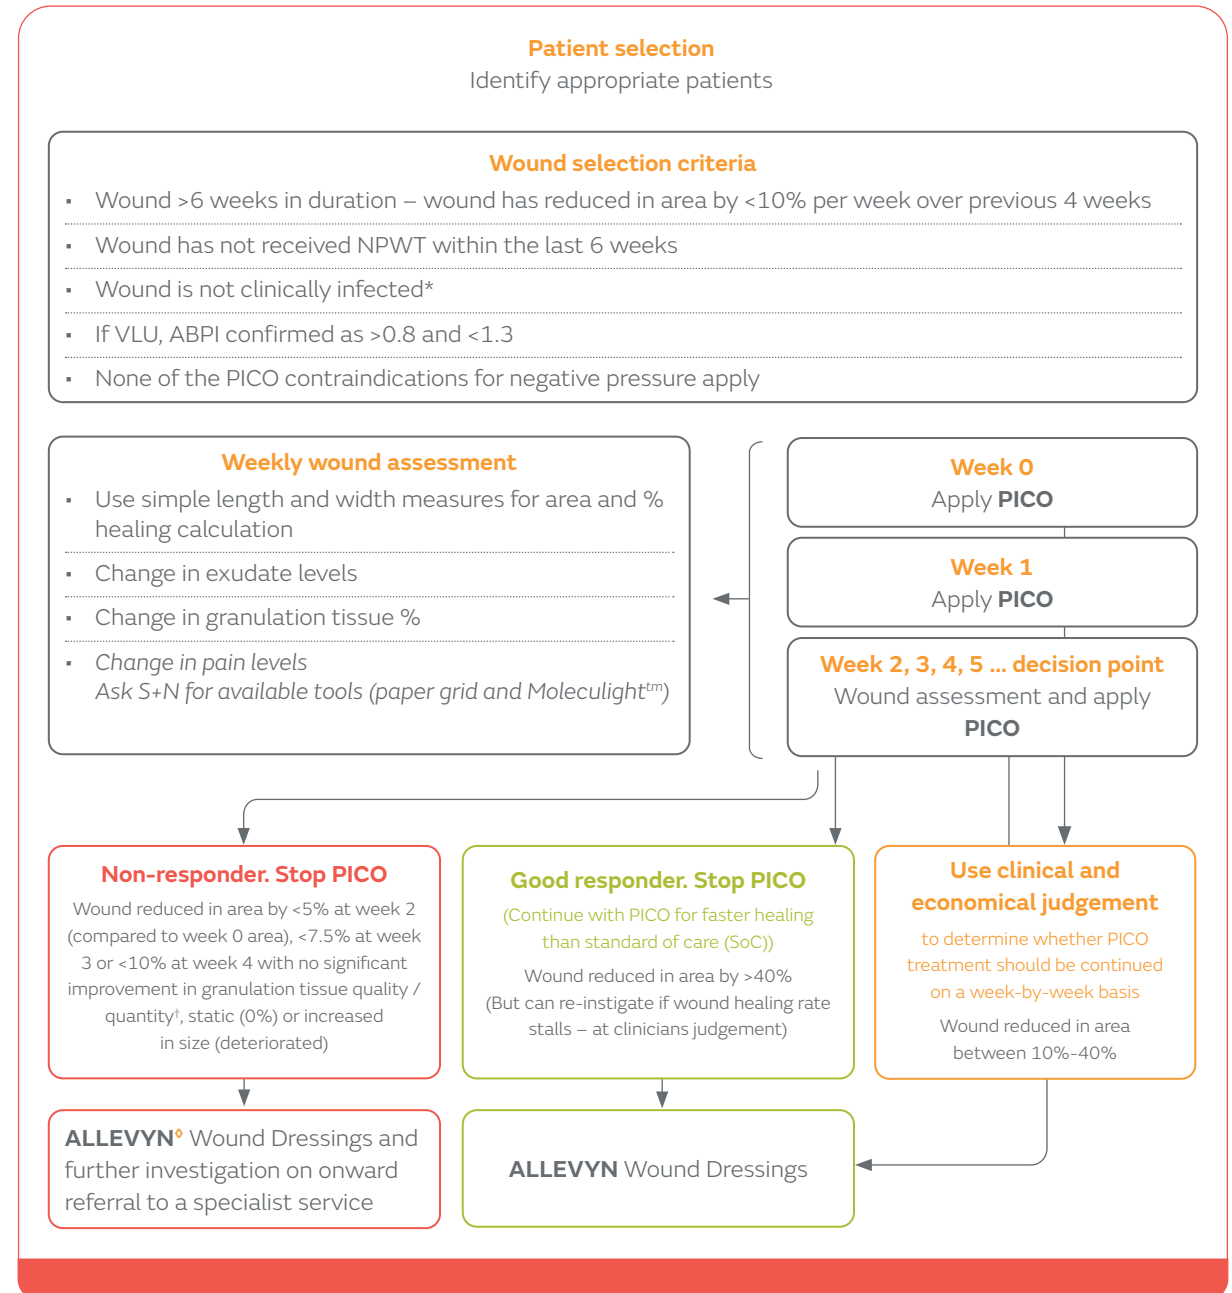 Patient selection
Identify appropriate patients
Wound selection criteria
▪ Wound >6 weeks in duration – wound has reduced in area by <10% per week over previous 4 weeks
▪ Wound has not received NPWT within the last 6 weeks
▪ Wound is not clinically infected*
▪ If VLU, ABPI confirmed as >0.8 and <1.3
▪ None of the PICO contraindications for negative pressure apply
Weekly wound assessment
▪ Use simple length and width measures for area and %
healing calculation
▪ Change in exudate levels
▪ Change in granulation tissue %
▪ Change in pain levels
Ask S+N for available tools (paper grid and Moleculight™)
Week 0
Apply PICO
Week 1
Apply PICO
Week 2, 3, 4, 5 ... decision point
Wound assessment and apply
PICO
Non-responder. Stop PICO
Wound reduced in area by <5% at week 2
(compared to week 0 area), <7.5% at week
3 or <10% at week 4 with no significant
improvement in granulation tissue quality /
quantity†, static (0%) or increased
in size (deteriorated)
Good responder. Stop PICO
(Continue with PICO for faster healing
than standard of care (SoC))
Wound reduced in area by >40%
(But can re-instigate if wound healing rate
stalls – at clinicians judgement)
Use clinical and
economical judgement
to determine whether PICO
treatment should be continued
on a week-by-week basis
Wound reduced in area
between 10%-40%
ALLEVYN◊ Wound Dressings and
further investigation on onward
referral to a specialist service
ALLEVYN Wound Dressings